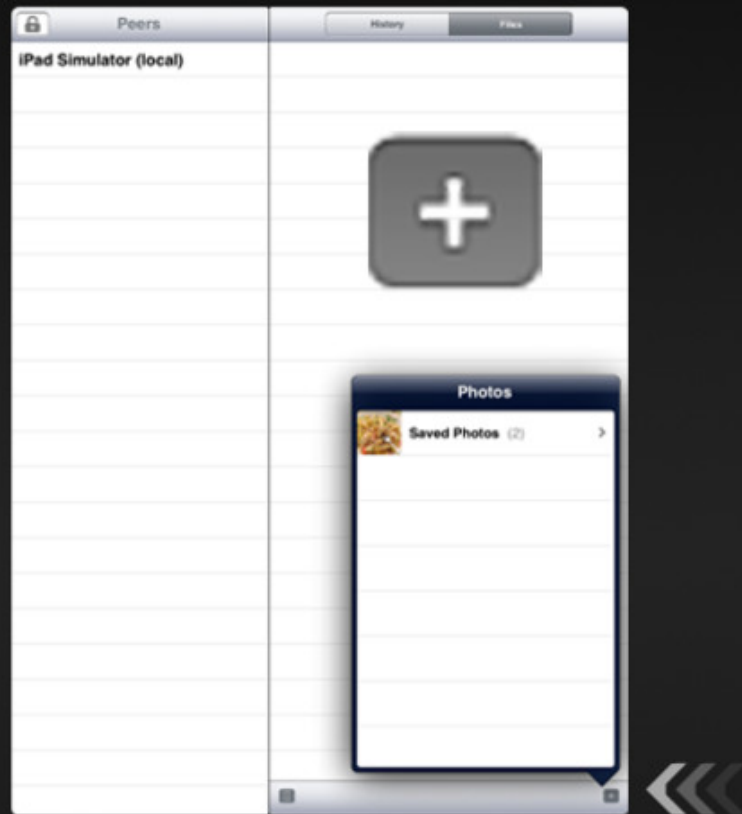 Peers
History
Files
iPad Simulator (local)
Photos
Saved Photos (2)